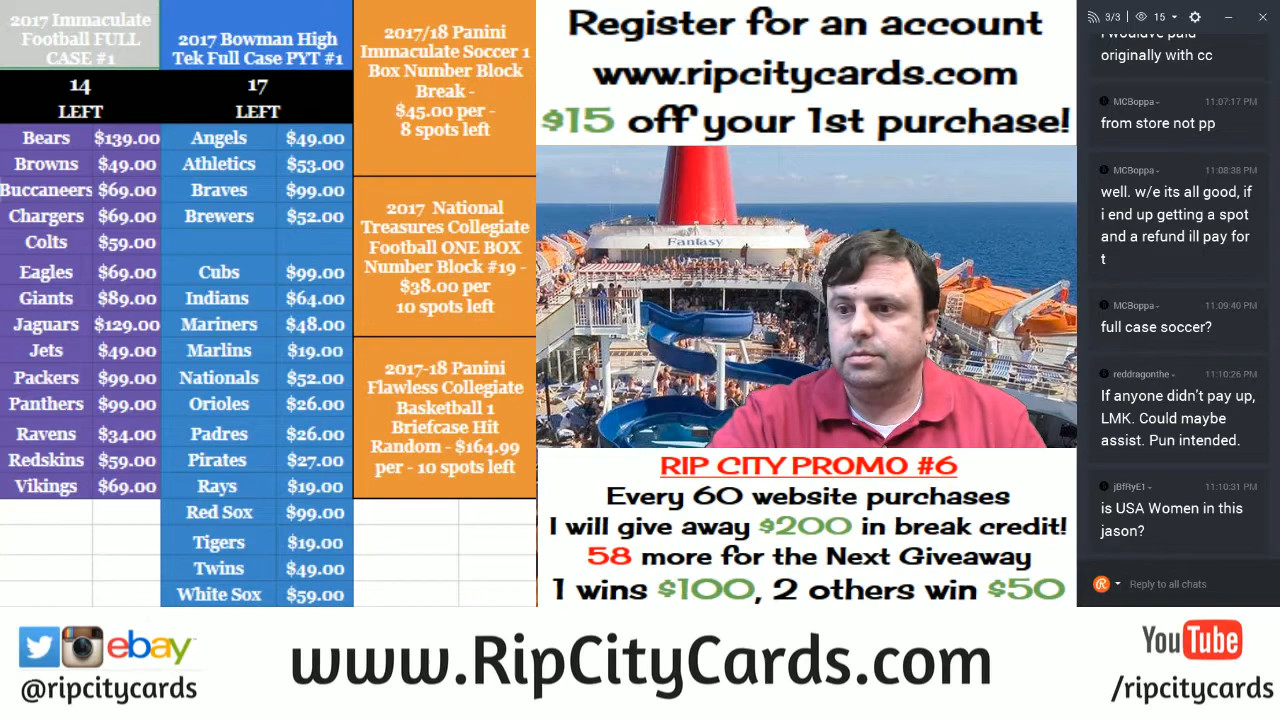 2017 Immaculate
Football FULL
CASE #1
14
LEFT
Bears $139.00
Browns $49.00
Buccaneers $69.00
Chargers $69.00
Colts $59.00
Eagles $69.00
Giants $89.00
Jaguars $129.00
Jets $49.00
Packers $99.00
Panthers $99.00
Ravens $34.00
Redskins $59.00
Vikings $69.00
2017 Bowman High
Tek Full Case PYT #1
17
LEFT
Angels $49.00
Athletics $53.00
Braves $99.00
Brewers $52.00
Cubs $99.00
Indians $64.00
Mariners $48.00
Marlins $19.00
Nationals $52.00
Orioles $26.00
Padres $26.00
Pirates $27.00
Rays $19.00
Red Sox $99.00
Tigers $19.00
Twins $49.00
White Sox $59.00
2017/18 Panini
Immaculate Soccer 1
Box Number Block
Break -
$45.00 per -
8 spots left
2017 National
Treasures Collegiate
Football ONE BOX
Number Block #19 -
$38.00 per
10 spots left
2017-18 Panini
Flawless Collegiate
Basketball 1
Briefcase Hit
Random - $164.99
per - 10 spots left
Register for an account
www.ripcitycards.com
$15 off your 1st purchase!
Fantasy
RIP CITY PROMO #6
Every 60 website purchases
I will give away $200 in break credit!
58 more for the Next Giveaway
1 wins $100, 2 others win $50
3/3 15
I wouldve paid
originally with cc
MCBoppa 11:07:17 PM
from store not pp
MCBoppa 11:08:38 PM
well. w/e its all good, if
i end up getting a spot
and a refund ill pay for
t
MCBoppa 11:09:40 PM
full case soccer?
reddragonthe 11:10:26 PM
If anyone didn't pay up,
LMK. Could maybe
assist. Pun intended.
jBfRyE1 11:10:31 PM
is USA Women in this
jason?
Reply to all chats
ebay
@ripcitycards
www.RipCityCards.com
YouTube
/ripcitycards